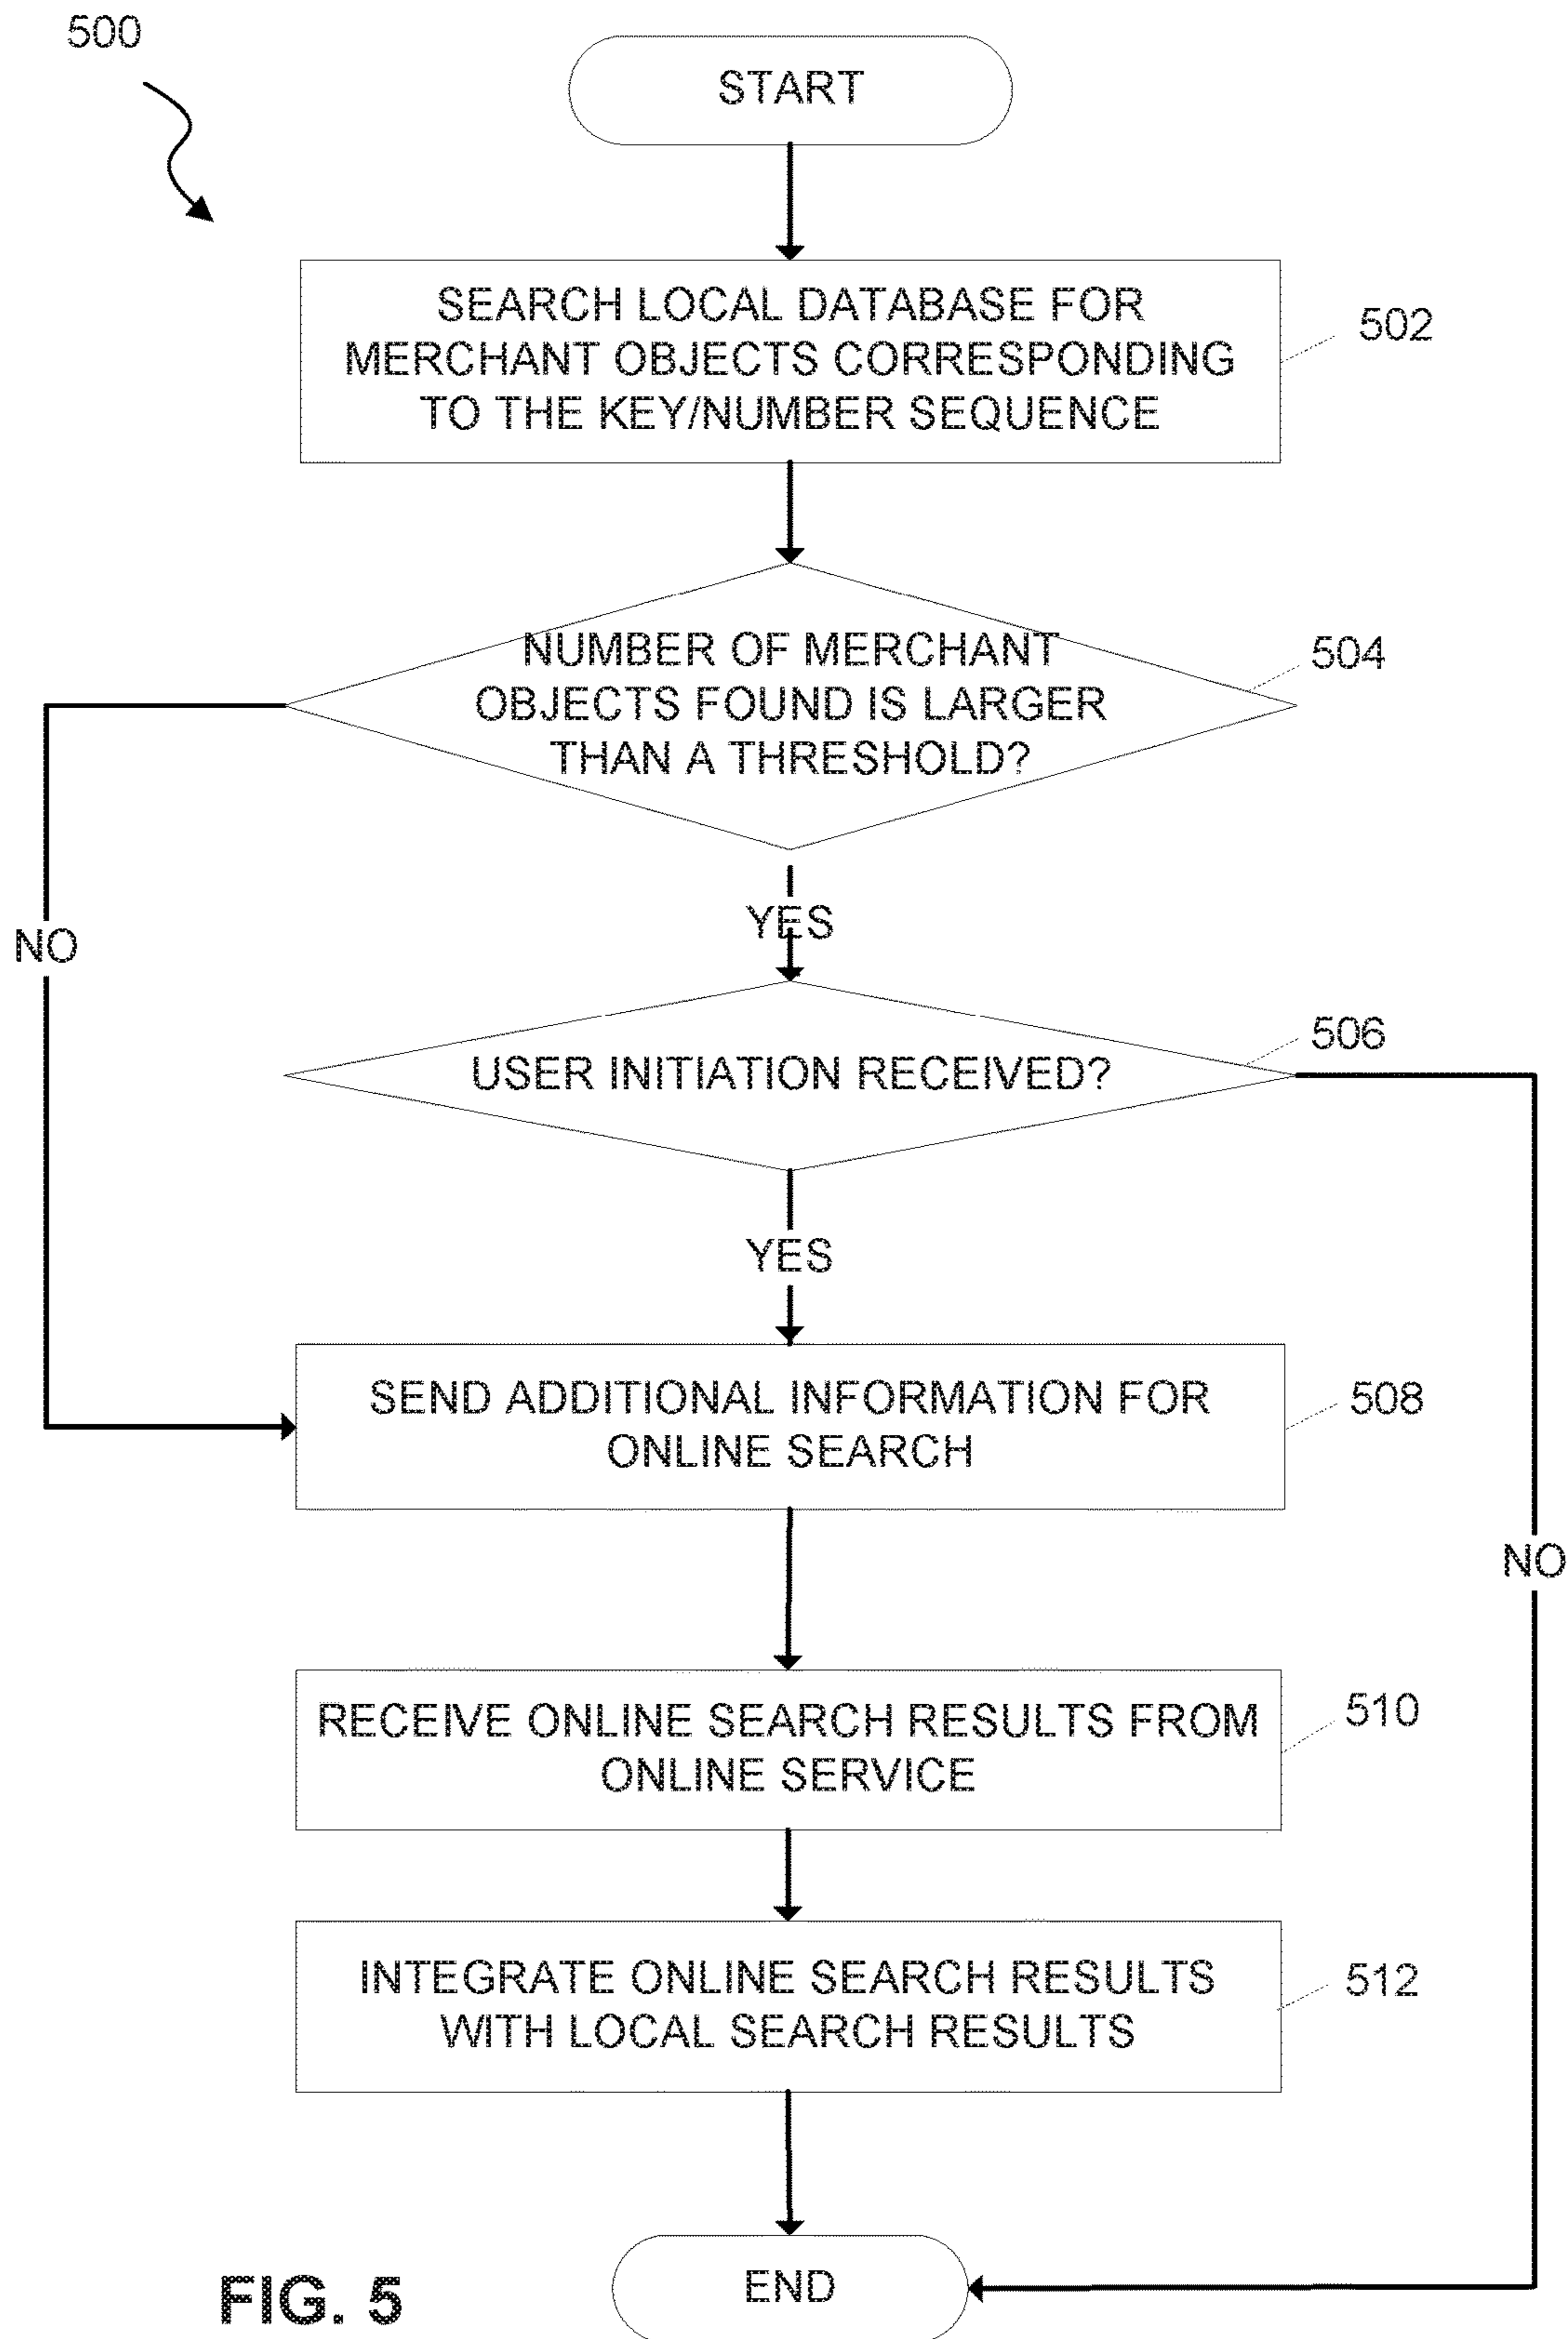 500
START
SEARCH LOCAL DATABASE FOR
MERCHANT OBJECTS CORRESPONDING
TO THE KEY/NUMBER SEQUENCE
502
NUMBER OF MERCHANT
OBJECTS FOUND IS LARGER
THAN A THRESHOLD?
504
YES
NO
USER INITIATION RECEIVED?
506
YES
SEND ADDITIONAL INFORMATION FOR
ONLINE SEARCH
508
NO
RECEIVE ONLINE SEARCH RESULTS FROM
ONLINE SERVICE
510
INTEGRATE ONLINE SEARCH RESULTS
WITH LOCAL SEARCH RESULTS
512
END
FIG. 5